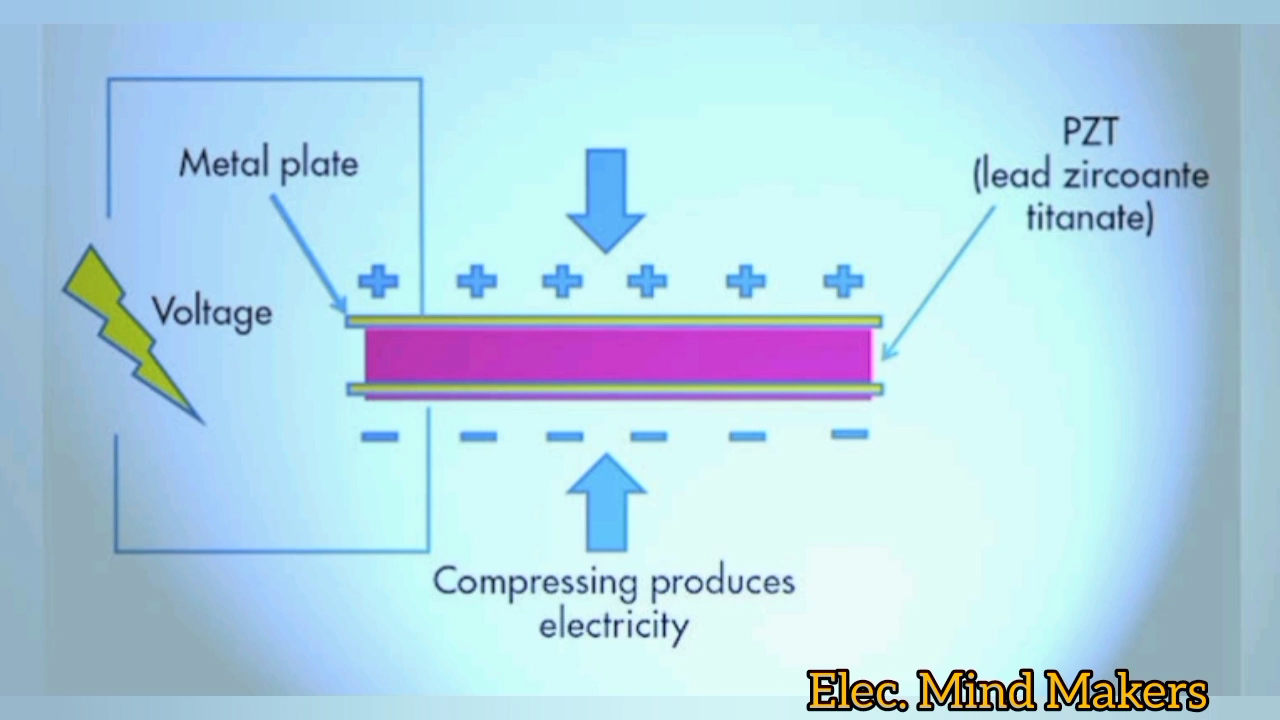 Metal plate
PZT
(lead zircoante
titanate)
Voltage
Compressing produces
electricity
Elec. Mind Makers